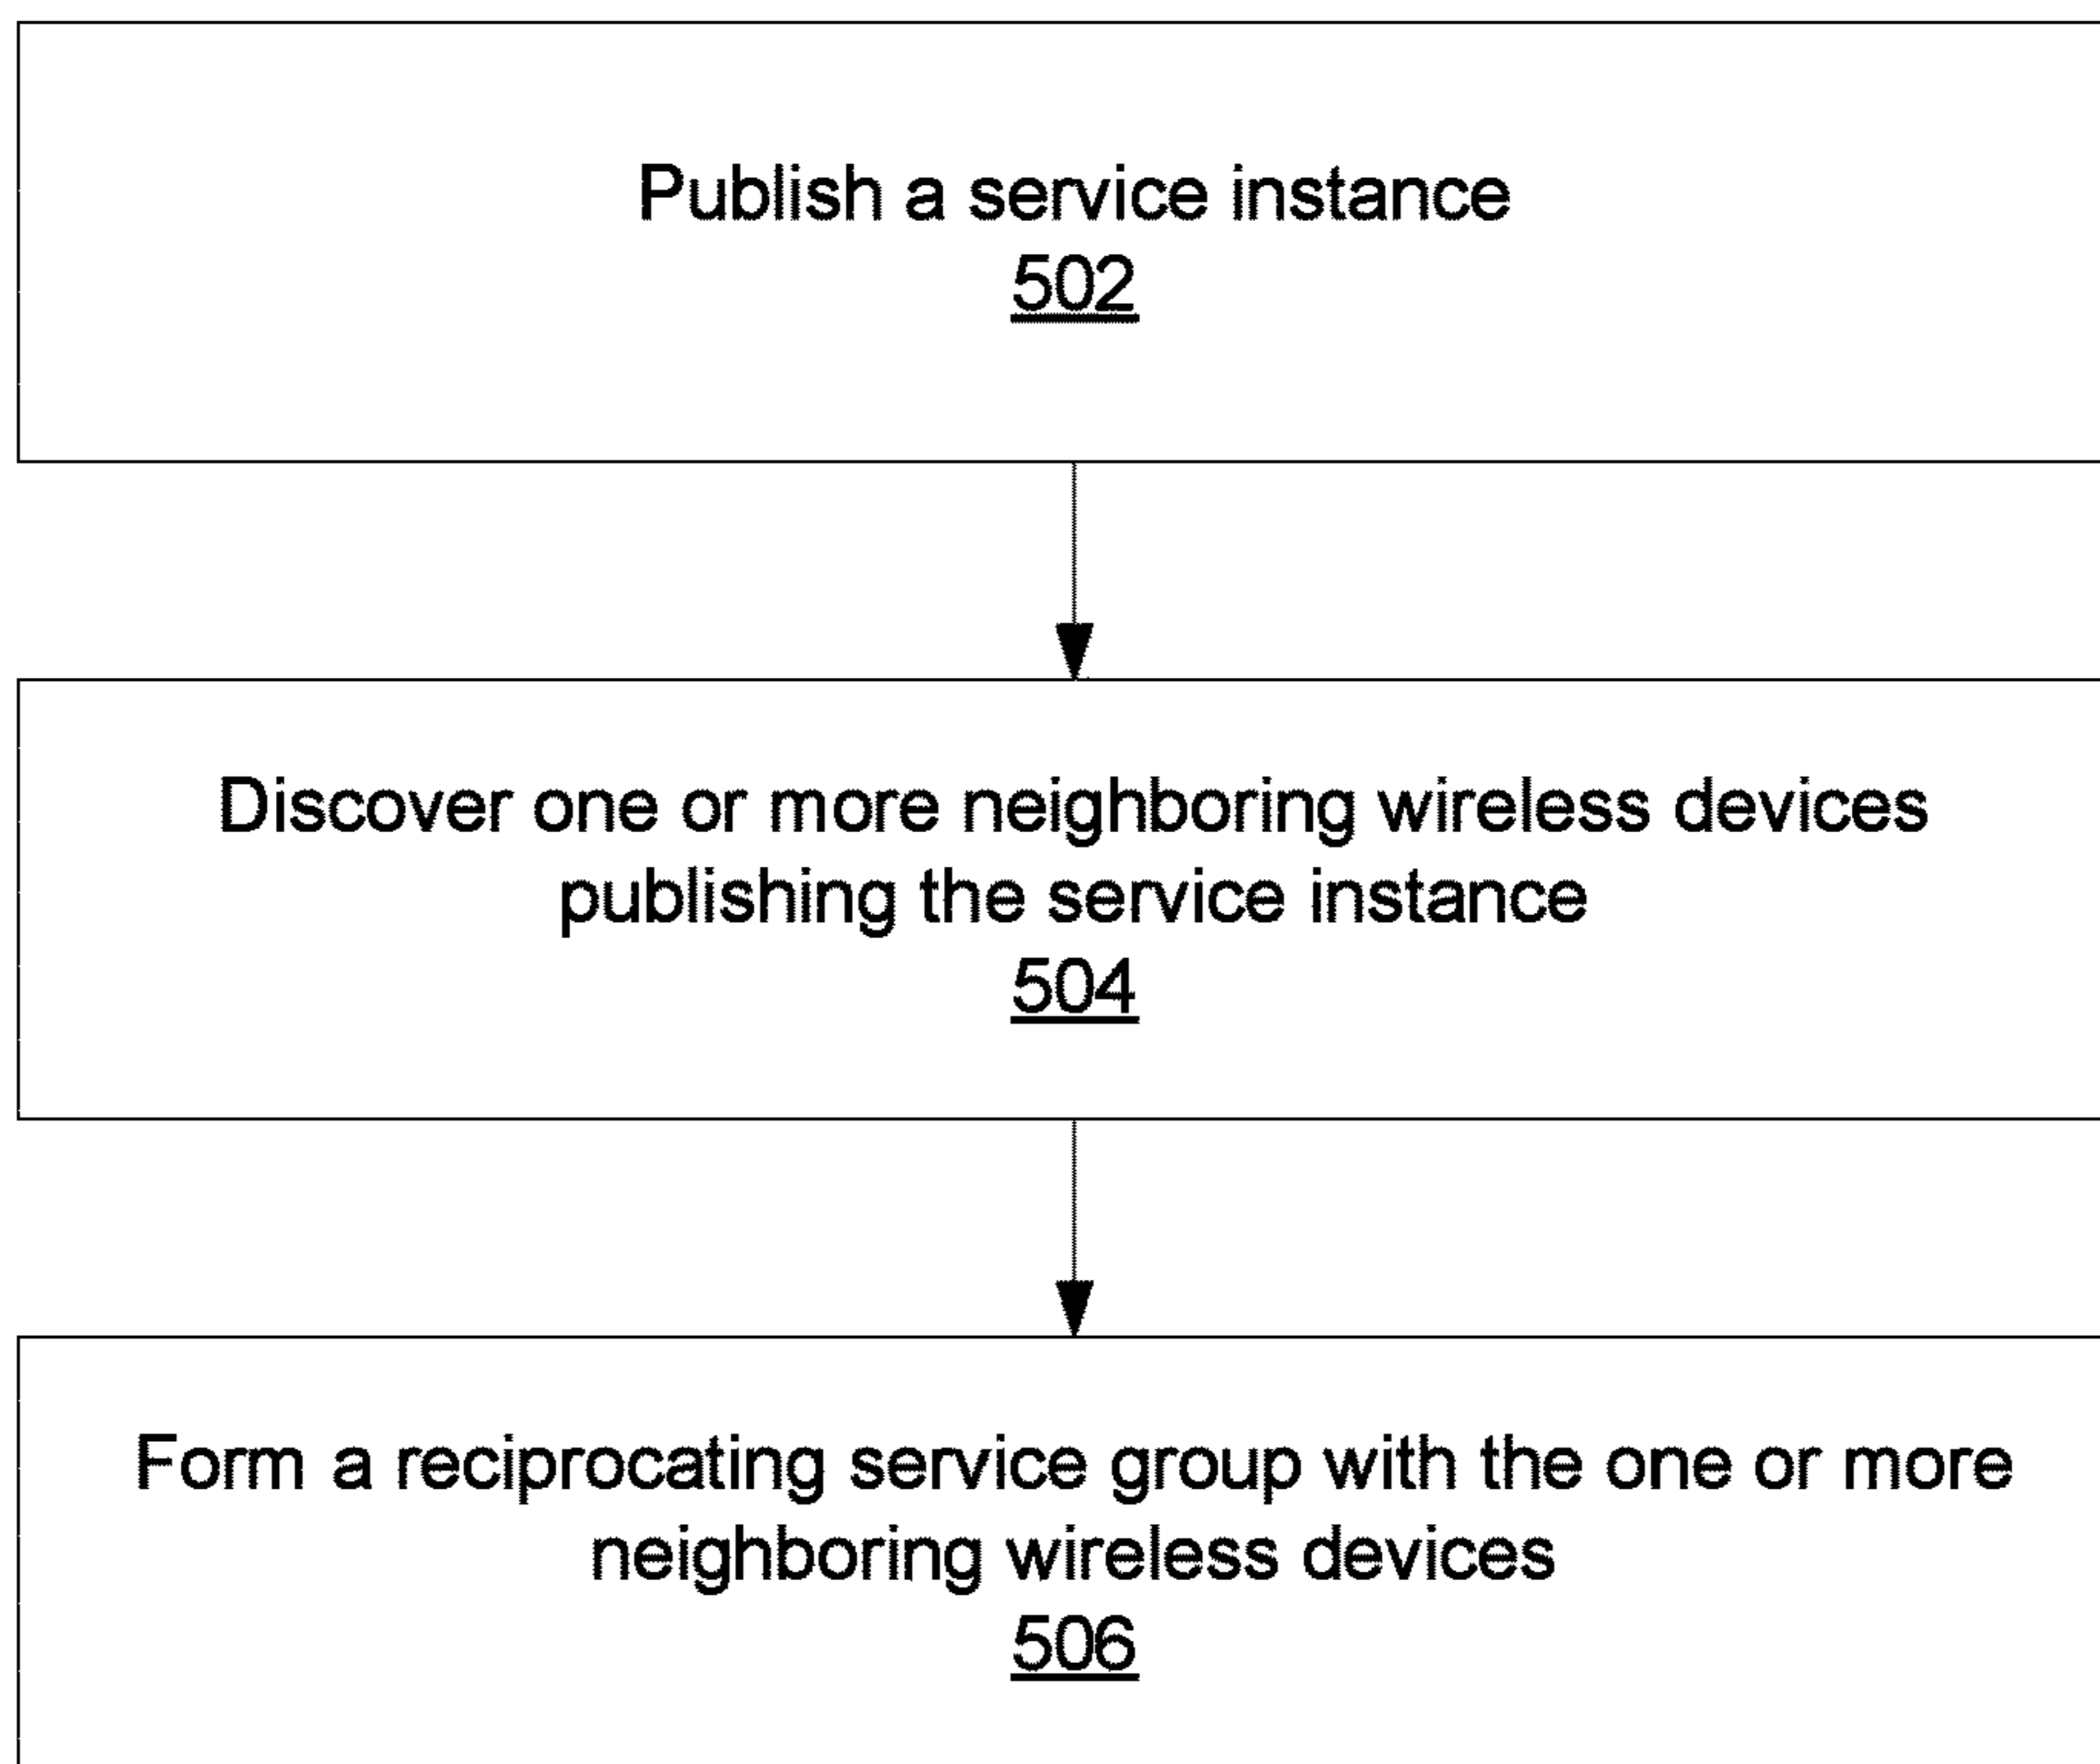 Publish a service instance
502
Discover one or more neighboring wireless devices
publishing the service instance
504
Form a reciprocating service group with the one or more
neighboring wireless devices
506